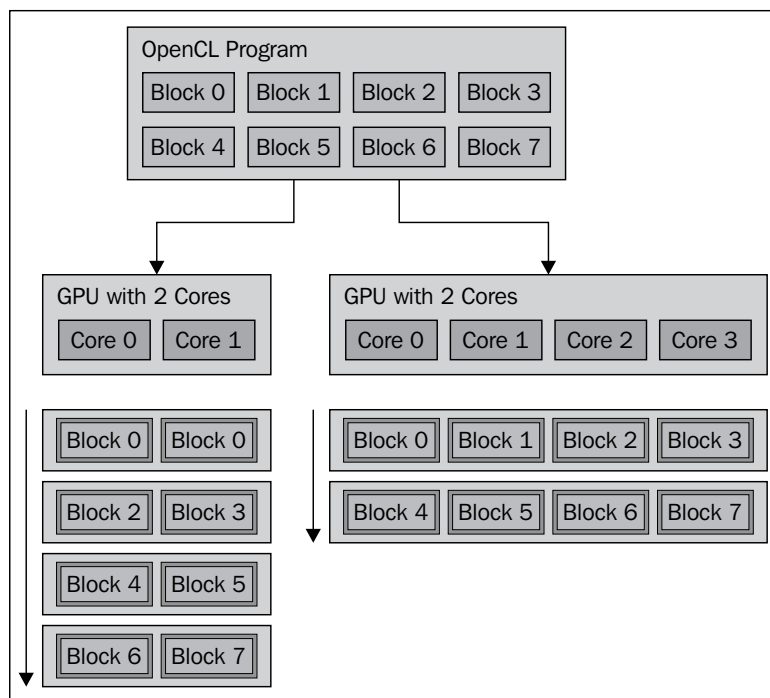 OpenCL Program
Block 0 Block 1 Block 2 Block 3
Block 4 Block 5 Block 6 Block 7
GPU with 2 Cores
Core 0 Core 1
Block 0 Block 0
Block 2 Block 3
Block 4 Block 5
Block 6 Block 7
GPU with 2 Cores
Core 0 Core 1 Core 2 Core 3
Block 0 Block 1 Block 2 Block 3
Block 4 Block 5 Block 6 Block 7